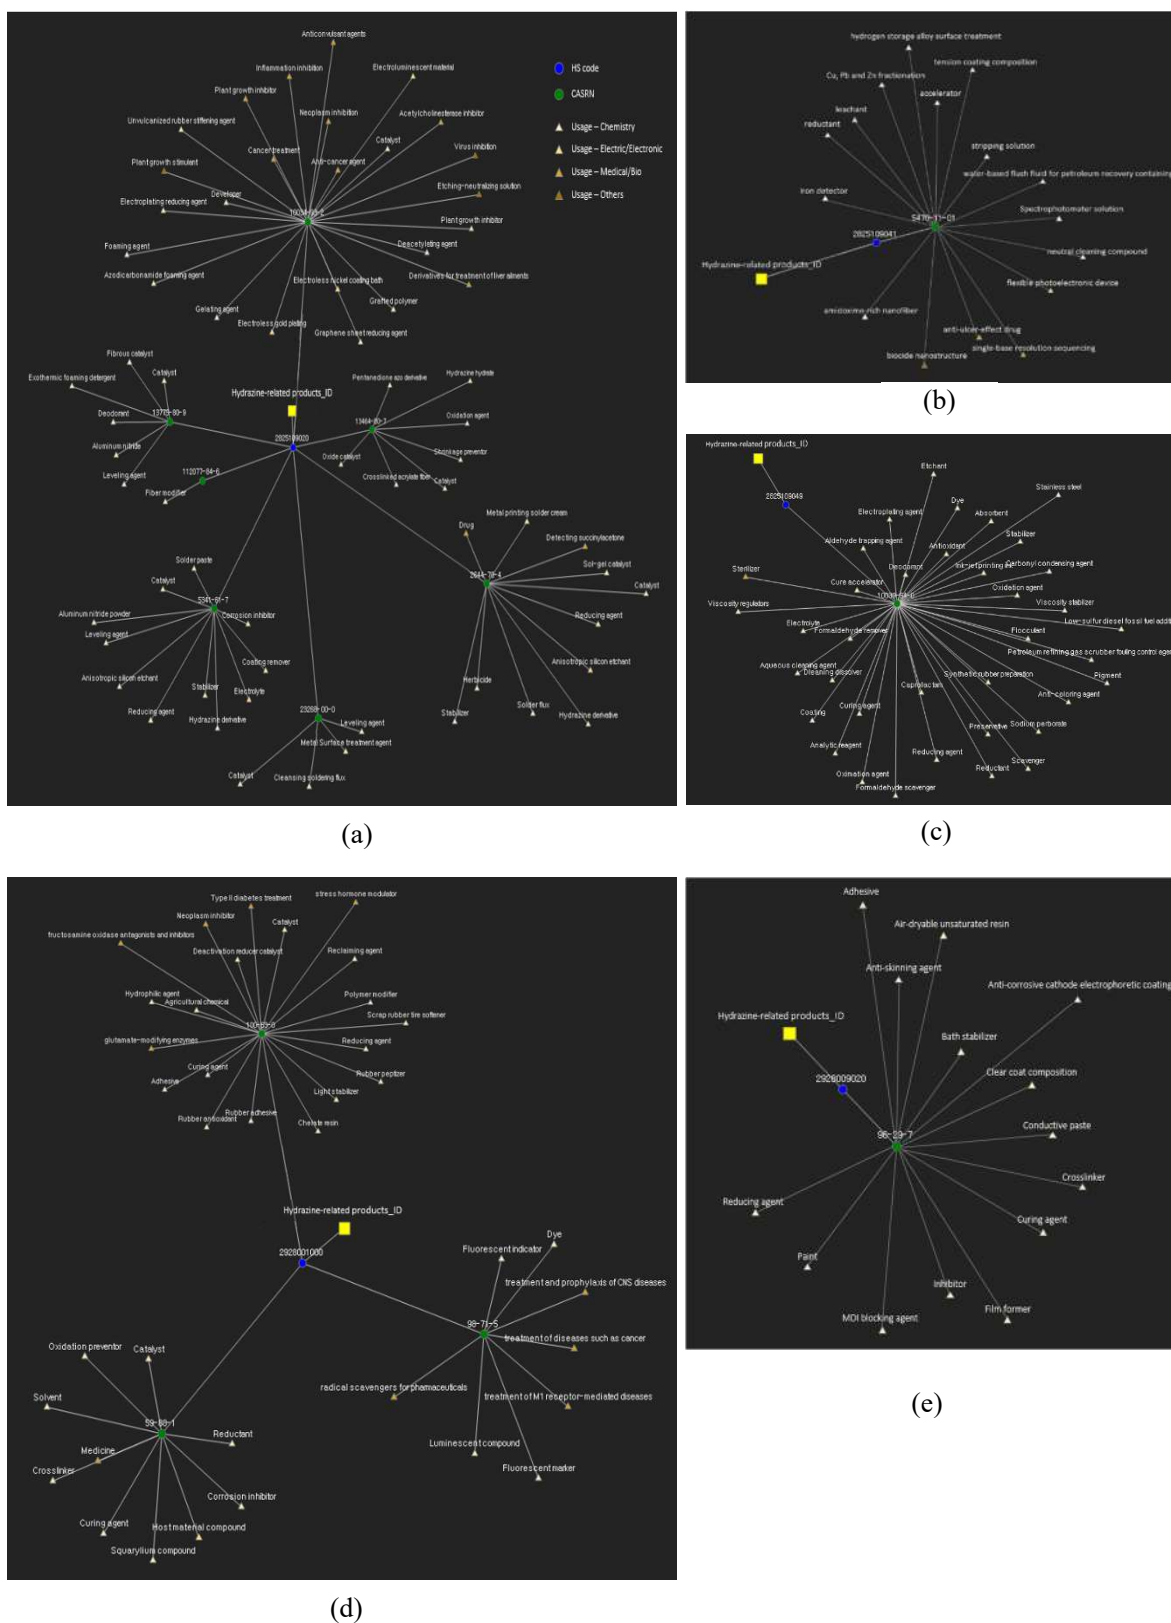 Anticonvulsant agents
Inflammation inhibition
Electroluminescent material
Plant growth inhibitor
Neoplasm inhibition
Acetylcholinesterase inhibitor
Unvulcanized rubber stiffening agent
Catalyst
Virus inhibition
Cancer treatment
Anti-cancer agent
Plant growth stimulant
Etching-neutralizing solution
Developer
Electroplating reducing agent
Plant growth inhibitor
Foaming agent
Deacetylating agent
Azodicarbonamide foaming agent
Electroless nickel coating bath
Derivatives for treatment of liver ailments
Gelating agent
Grafted polymer
Electroless gold plating
Graphene sheet reducing agent
HS code
CASRN
Usage – Chemistry
Usage – Electric/Electronic
Usage – Medical/Bio
Usage – Others
Fibrous catalyst
Exothermic foaming detergent
Catalyst
Deodorant
13775-80-9
Aluminum nitride
Leveling agent
112077-84-6
Fiber modifier
Hydrazine-related products_ID
2825109020
Pentanedione azo derivative
Hydrazine hydrate
Oxidation agent
Shrinkage preventor
Oxide catalyst
Crosslinked acrylate fiber
Catalyst
Solder paste
Catalyst
5341-61-7
Aluminum nitride powder
Corrosion inhibitor
Leveling agent
Coating remover
Anisotropic silicon etchant
Stabilizer
Electrolyte
Reducing agent
Hydrazine derivative
23268-00-0
Leveling agent
Metal Surface treatment agent
Catalyst
Cleansing soldering flux
Metal printing solder cream
Drug
Detecting succinylacetone
Sol-gel catalyst
2644-70-4
Catalyst
Reducing agent
Anisotropic silicon etchant
Herbicide
Solder flux
Stabilizer
Hydrazine derivative
(a)
hydrogen storage alloy surface treatment
tension coating composition
Cu, Pb and Zn fractionation
accelerator
leachant
reductant
stripping solution
water-based flush fluid for petroleum recovery containing
iron detector
Spectrophotometer solution
5470-11-01
2825109041
neutral cleaning compound
Hydrazine-related products_ID
flexible photoelectronic device
amidoxime rich nanofiber
anti-ulcer-effect drug
single-base resolution sequencing
biocide nanostructure
(b)
Hydrazine-related products_ID
2825109049
Etchant
Stainless steel
Electroplating agent
Dye
Absorbent
Aldehyde trapping agent
Antioxidant
Stabilizer
Sterilizer
Deodorant
Ink-jet printing ink
Carbonyl condensing agent
Cure accelerator
Oxidation agent
Viscosity regulators
Viscosity stablizer
Electrolyte
Low-sulfur diesel fossil fuel additi
Formaldehyde remover
Flocculant
Aqueous cleaning agent
Petroleum refining gas scrubber fouling control agent
Cleaning dissolver
Synthetic rubber preparation
Pigment
Caprolactan
Anti-coloring agent
Coating
Curing agent
Preservative
Sodium perborate
Analytic reagent
Reducing agent
Scavenger
Oximation agent
Reductant
Formaldehyde scavenger
(c)
stress hormone modulator
Type II diabetes treatment
Neoplasm inhibitor
Catalyst
fructosamine oxidase antagonists and inhibitors
Deactivation reducer catalyst
Reclaiming agent
Hydrophilic agent
Agricultural chemical
Polymer modifier
Scrap rubber tire softener
glutamate-modifying enzymes
Reducing agent
Curing agent
Adhesive
Rubber peptizer
Light stabilizer
Rubber antioxidant
Rubber adhesive
Chelate resin
Hydrazine-related products_ID
2928001000
Dye
Fluorescent indicator
treatment and prophylaxis of CNS diseases
98-71-5
treatment of diseases such as cancer
radical scavengers for pharmaceuticals
treatment of M1 receptor-mediated diseases
Luminescent compound
Fluorescent marker
Oxidation preventor
Catalyst
Solvent
59-88-1
Reductant
Medicine
Crosslinker
Corrosion inhibitor
Curing agent
Host material compound
Squarylium compound
(d)
Adhesive
Air-dryable unsaturated resin
Anti-skinning agent
Anti-corrosive cathode electrophoretic coating
Hydrazine-related products_ID
Bath stabilizer
2928009020
Clear coat composition
96-29-7
Conductive paste
Crosslinker
Reducing agent
Curing agent
Paint
Inhibitor
Film former
MDI blocking agent
(e)